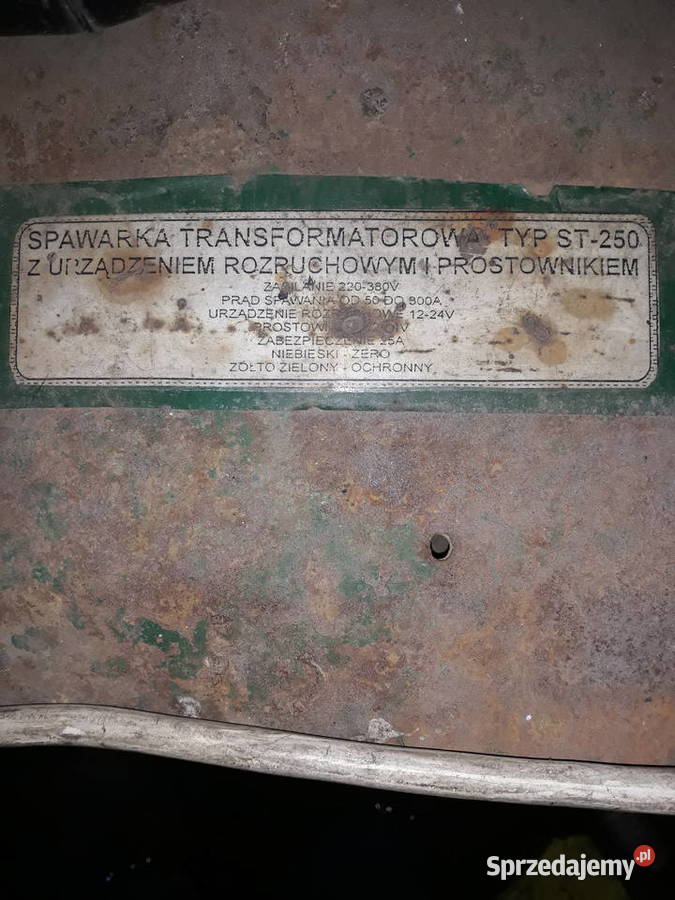 SPAWARKA TRANSFORMATOROWA TYP ST-250
Z URZĄDZENIEM ROZRUCHOWYM I PROSTOWNIKIEM
ZASILANIE 220-380V
PRĄD SPAWANIA OD 50 DO 300A
URZĄDZENIE ROZRUCHOWE 12-24V
ZABEZPIECZENIE 25A
NIEBIESKI - ZERO
ŻÓŁTO ZIELONY - OCHRONNY
Sprzedajemy.pl